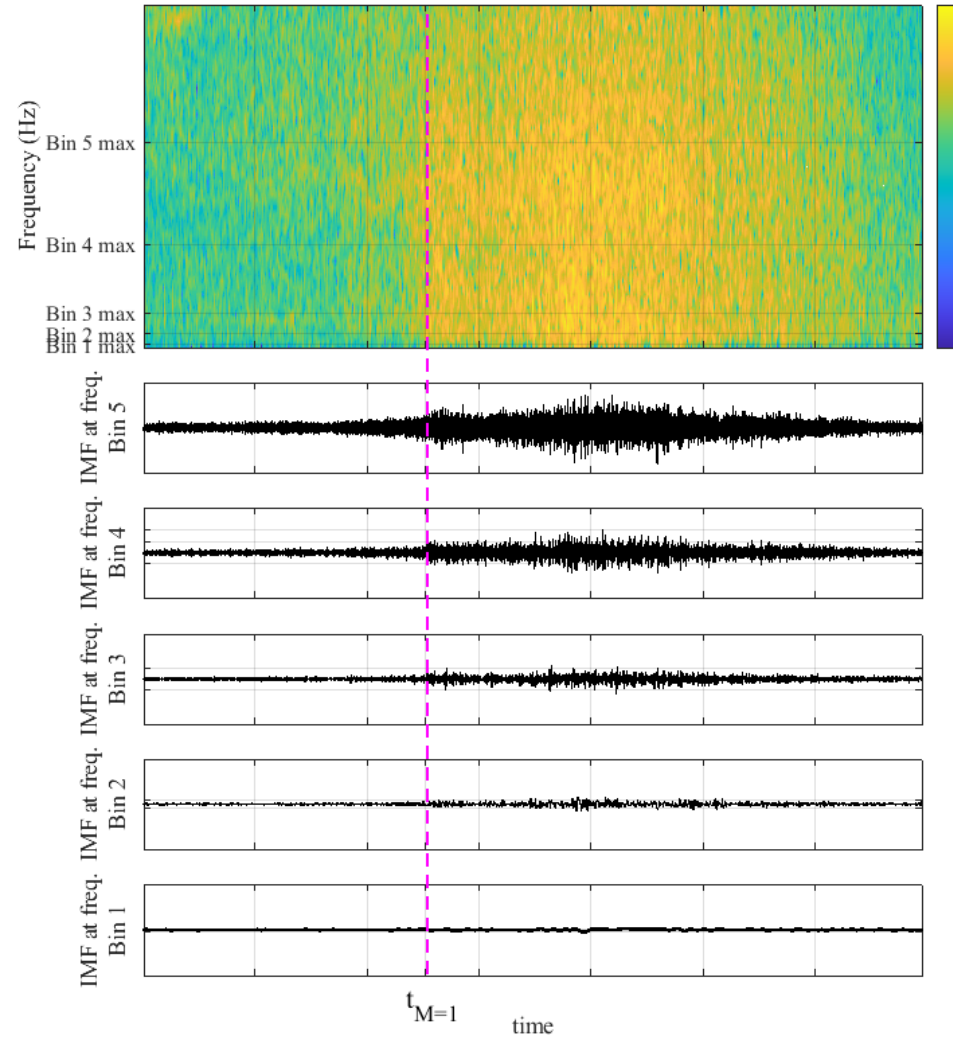 Frequency (Hz)
Bin 5 max
Bin 4 max
Bin 3 max
Bin 2 max
Bin 1 max
IMF at freq.
Bin 5
IMF at freq.
Bin 4
IMF at freq.
Bin 3
IMF at freq.
Bin 2
IMF at freq.
Bin 1
t_{M=1}
time